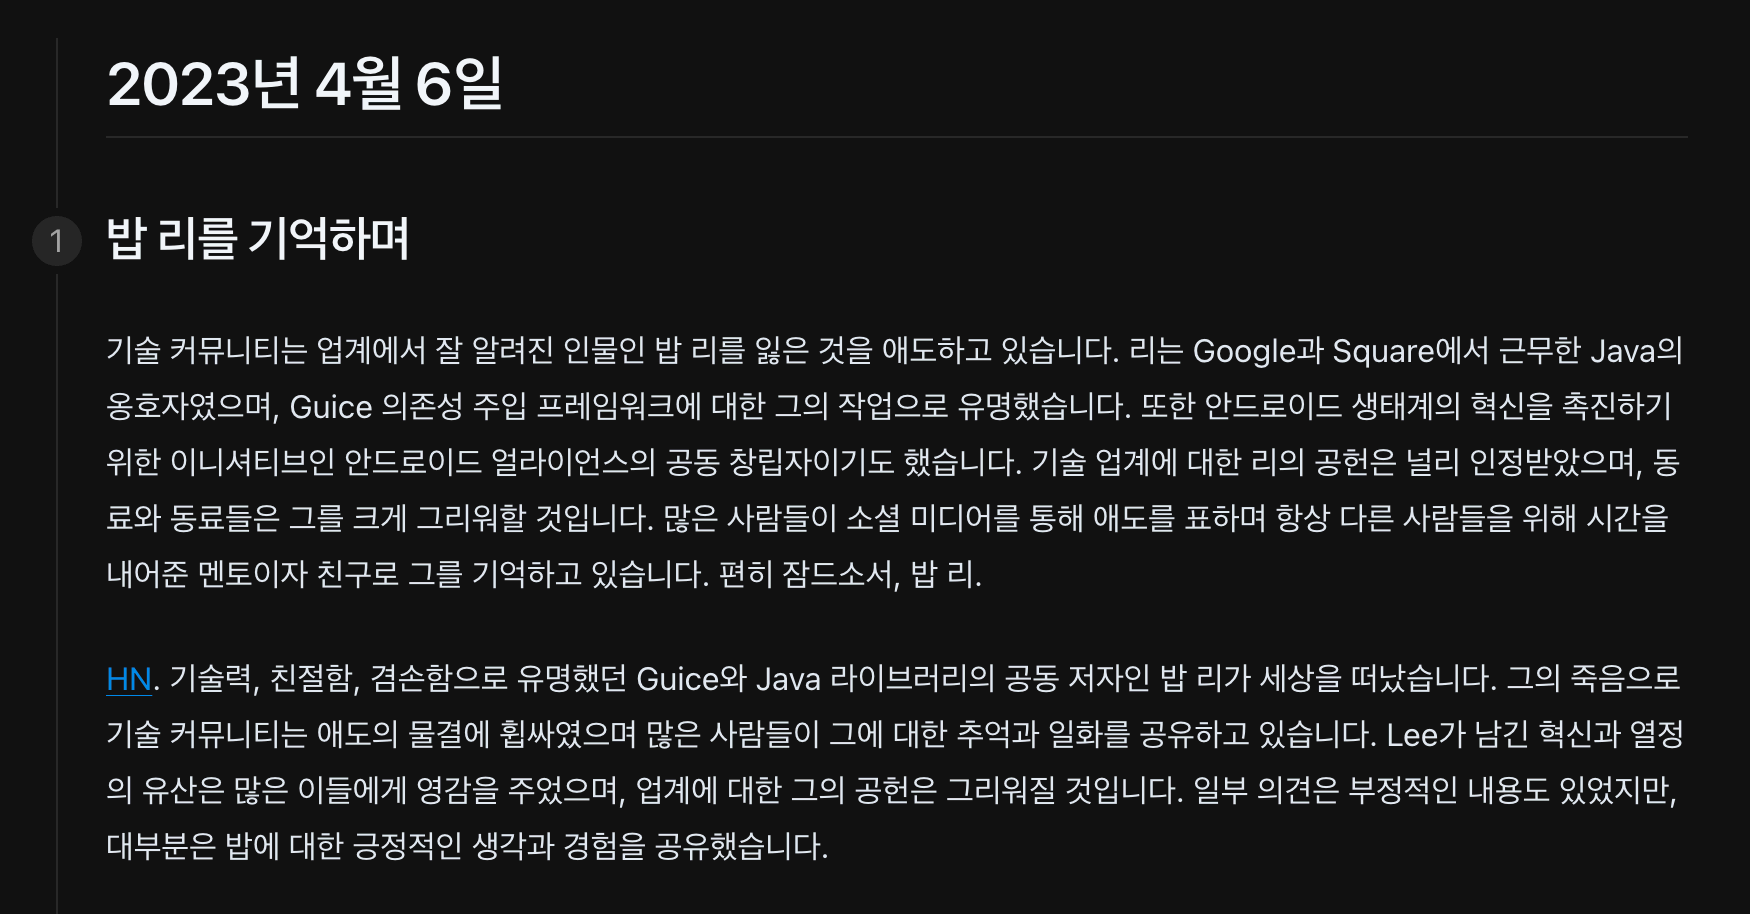 2023년 4월 6일
1
밥 리를 기억하며
기술 커뮤니티는 업계에서 잘 알려진 인물인 밥 리를 잃은 것을 애도하고 있습니다. 리는 Google과 Square에서 근무한 Java의
옹호자였으며, Guice 의존성 주입 프레임워크에 대한 그의 작업으로 유명했습니다. 또한 안드로이드 생태계의 혁신을 촉진하기
위한 이니셔티브인 안드로이드 얼라이언스의 공동 창립자이기도 했습니다. 기술 업계에 대한 리의 공헌은 널리 인정받았으며, 동
료와 동료들은 그를 크게 그리워할 것입니다. 많은 사람들이 소셜 미디어를 통해 애도를 표하며 항상 다른 사람들을 위해 시간을
내어준 멘토이자 친구로 그를 기억하고 있습니다. 편히 잠드소서, 밥 리.
HN. 기술력, 친절함, 겸손함으로 유명했던 Guice와 Java 라이브러리의 공동 저자인 밥 리가 세상을 떠났습니다. 그의 죽음으로
기술 커뮤니티는 애도의 물결에 휩싸였으며 많은 사람들이 그에 대한 추억과 일화를 공유하고 있습니다. Lee가 남긴 혁신과 열정
의 유산은 많은 이들에게 영감을 주었으며, 업계에 대한 그의 공헌은 그리워질 것입니다. 일부 의견은 부정적인 내용도 있었지만,
대부분은 밥에 대한 긍정적인 생각과 경험을 공유했습니다.